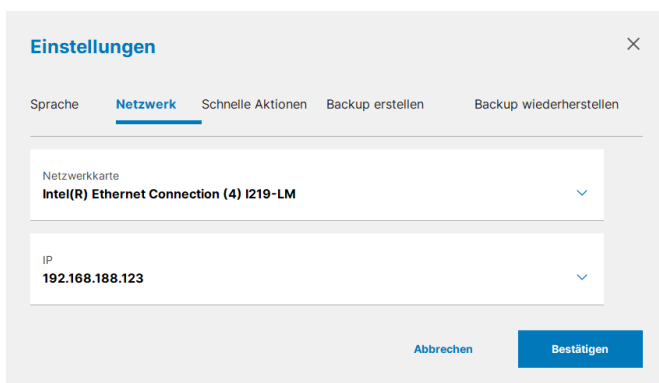 Einstellungen
Sprache Netzwerk Schnelle Aktionen Backup erstellen Backup wiederherstellen
Netzwerkkarte
Intel(R) Ethernet Connection (4) I219-LM
IP
192.168.188.123
Abbrechen Bestätigen